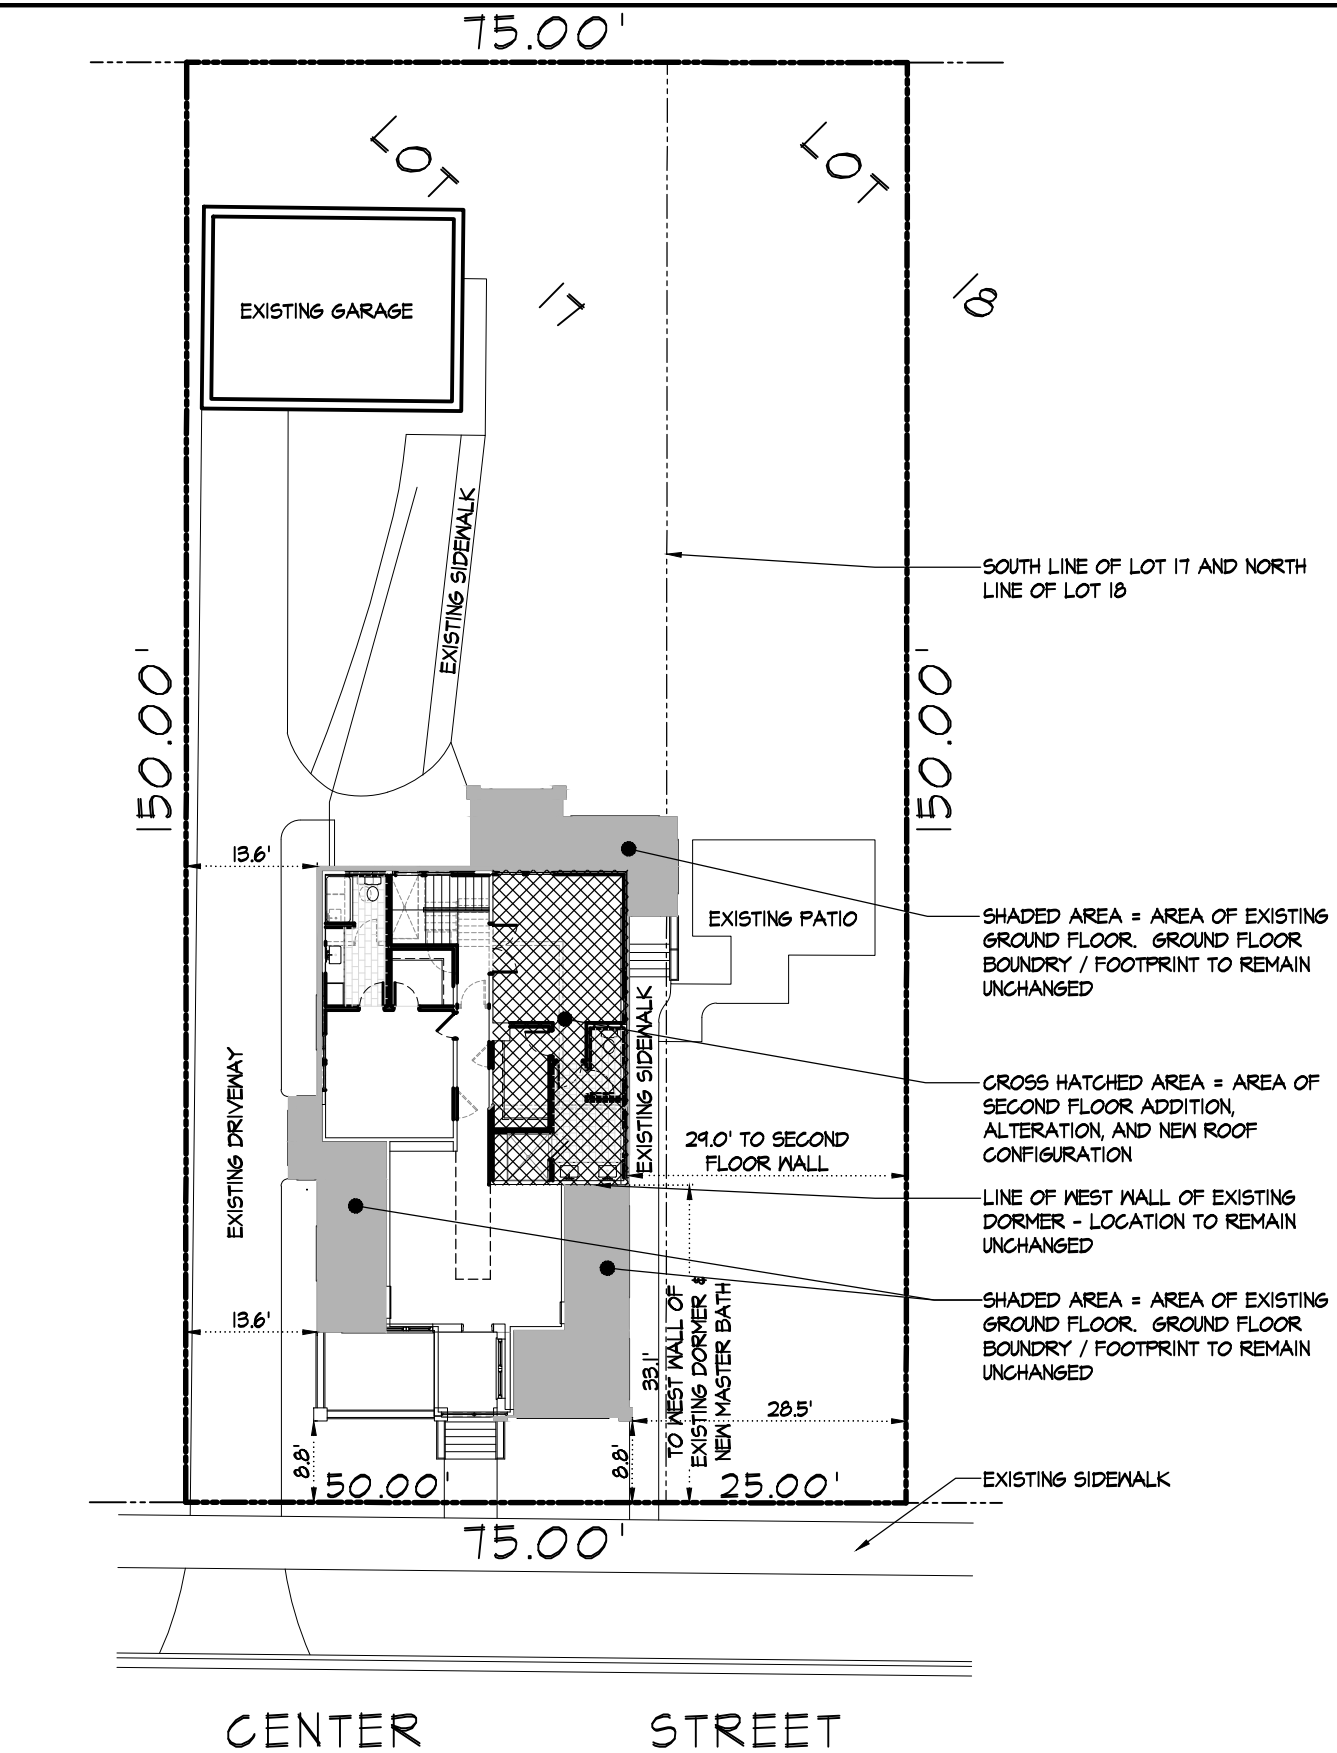 75.00'
LOT
LOT
17
18
EXISTING GARAGE
EXISTING SIDEWALK
SOUTH LINE OF LOT 17 AND NORTH
LINE OF LOT 18
150.00'
150.00'
13.6'
EXISTING PATIO
SHADED AREA = AREA OF EXISTING
GROUND FLOOR. GROUND FLOOR
BOUNDRY / FOOTPRINT TO REMAIN
UNCHANGED
EXISTING DRIVEWAY
EXISTING SIDEWALK
CROSS HATCHED AREA = AREA OF
SECOND FLOOR ADDITION,
ALTERATION, AND NEW ROOF
CONFIGURATION
29.0' TO SECOND
FLOOR WALL
LINE OF WEST WALL OF EXISTING
DORMER - LOCATION TO REMAIN
UNCHANGED
SHADED AREA = AREA OF EXISTING
GROUND FLOOR. GROUND FLOOR
BOUNDRY / FOOTPRINT TO REMAIN
UNCHANGED
13.6'
33.1'
TO WEST WALL OF
EXISTING DORMER &
NEW MASTER BATH
28.5'
8.8'
8.8'
50.00'
25.00'
EXISTING SIDEWALK
75.00'
CENTER STREET